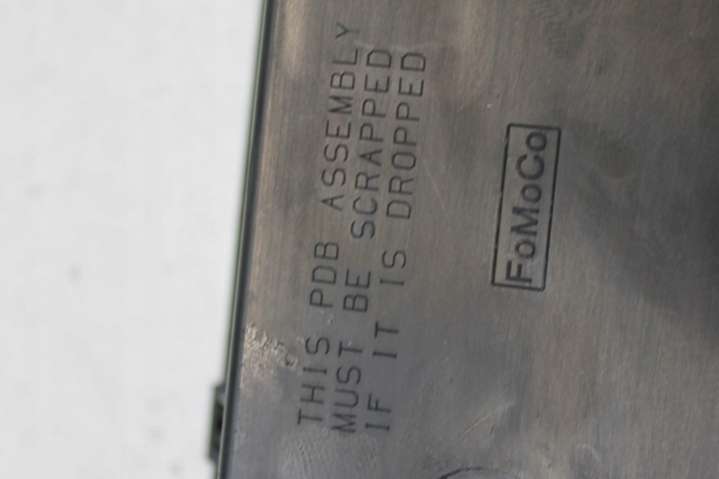 THIS PDB ASSEMBLY
MUST BE SCRAPPED
IF IT IS DROPPED
FoMoCo